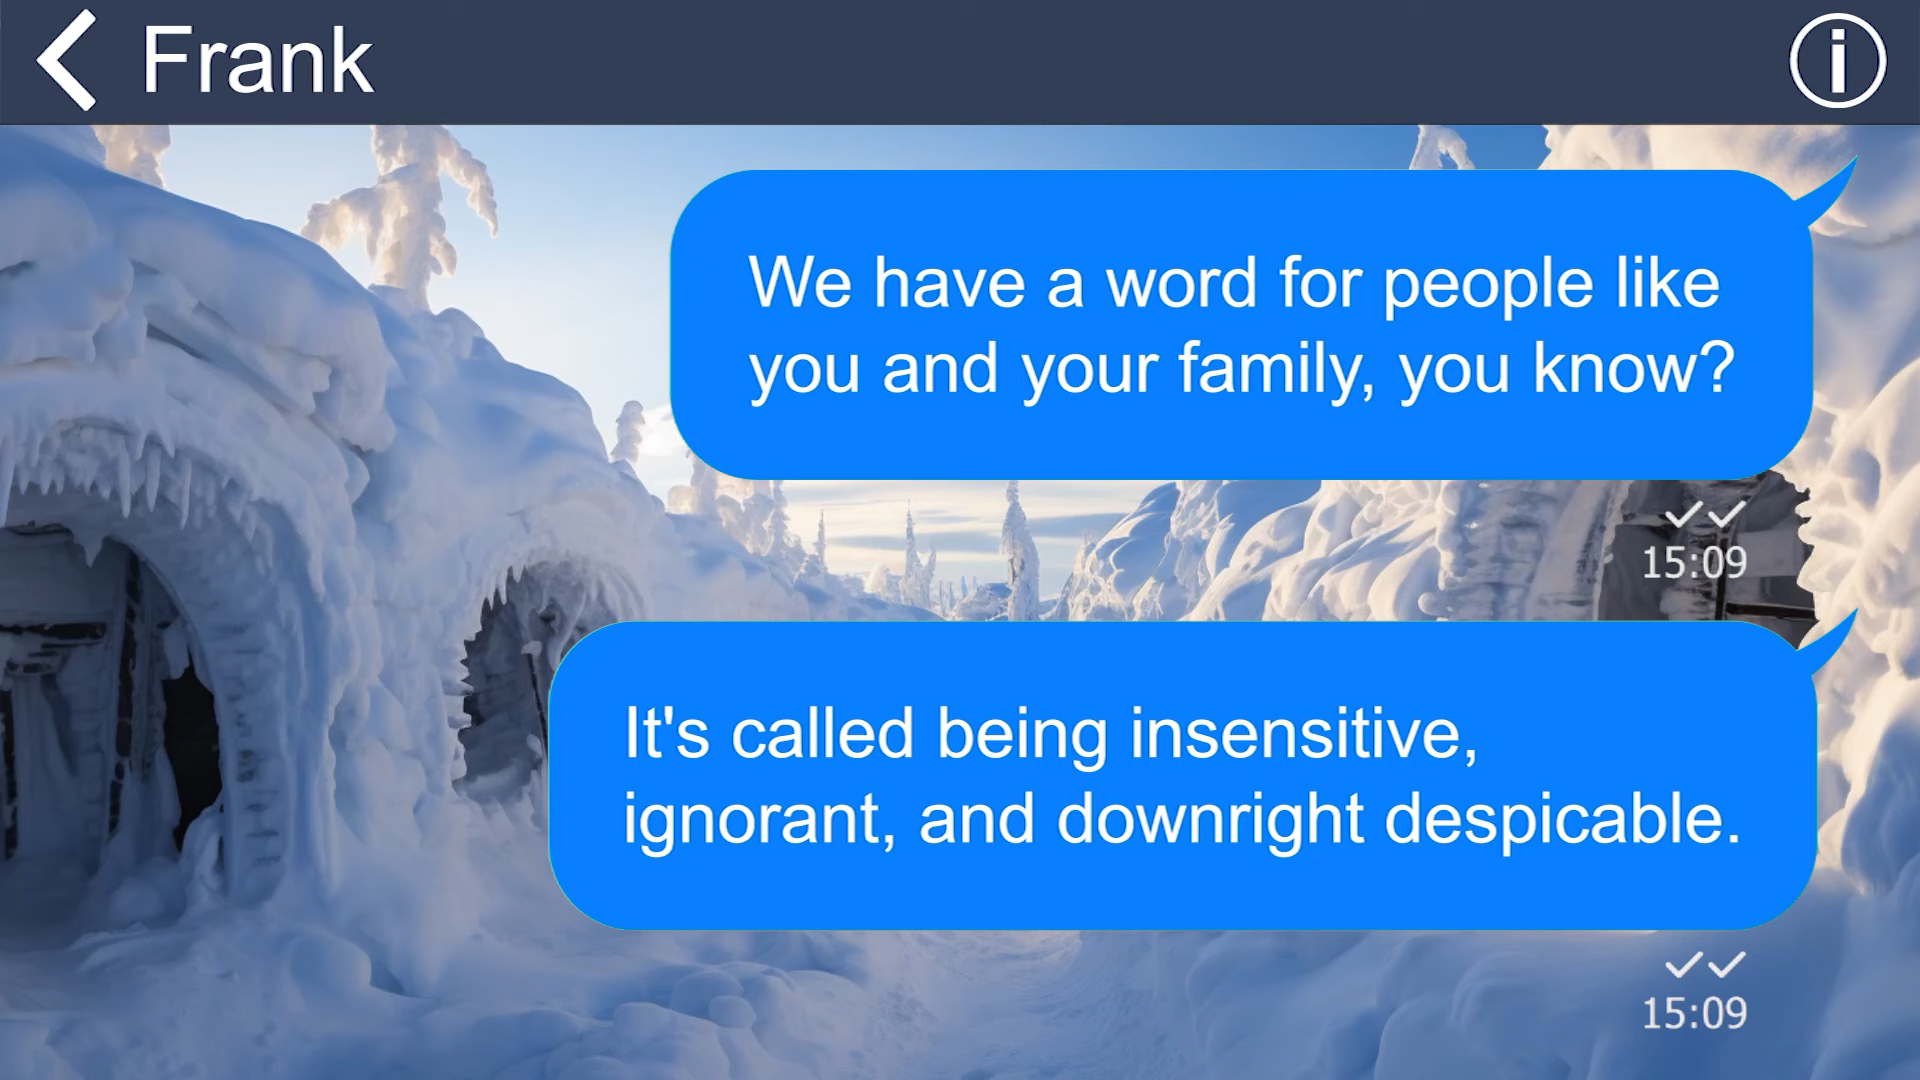 Frank
We have a word for people like
you and your family, you know?
15:09
It's called being insensitive,
ignorant, and downright despicable.
15:09